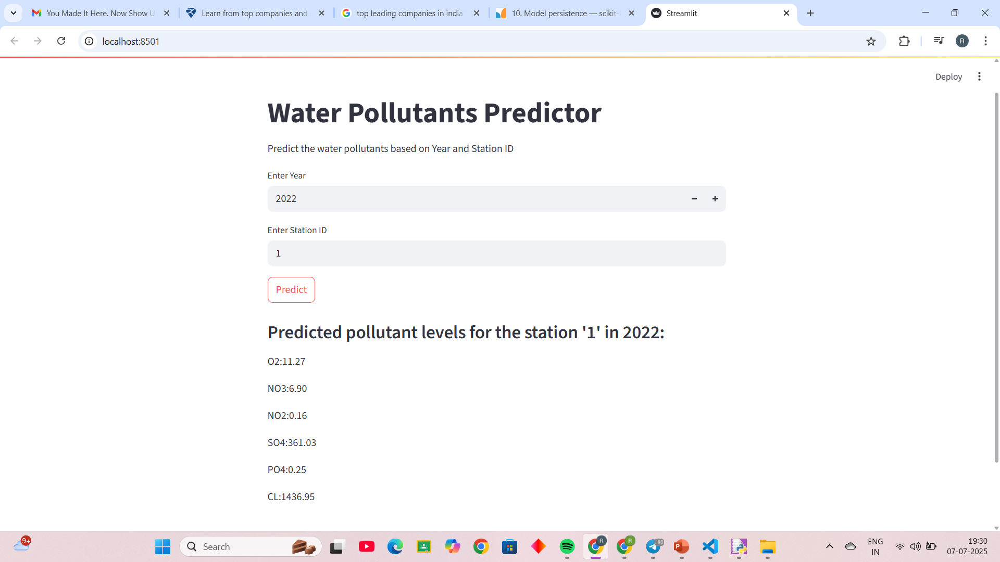 You Made It Here. Now Show U
Learn from top companies and
top leading companies in india
10. Model persistence — scikit-
Streamlit
localhost:8501
R
Deploy
Water Pollutants Predictor
Predict the water pollutants based on Year and Station ID
Enter Year
2022
Enter Station ID
1
Predict
Predicted pollutant levels for the station '1' in 2022:
O2:11.27
NO3:6.90
NO2:0.16
SO4:361.03
PO4:0.25
CL:1436.95
9+
Search
R
R
.80
P
ENG
IN
19:30
07-07-2025